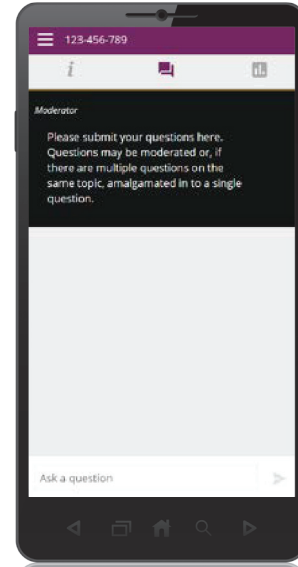 123-456-789
i
Moderator
Please submit your questions here.
Questions may be moderated or, if
there are multiple questions on the
same topic, amalgamated in to a single
question.
Ask a question